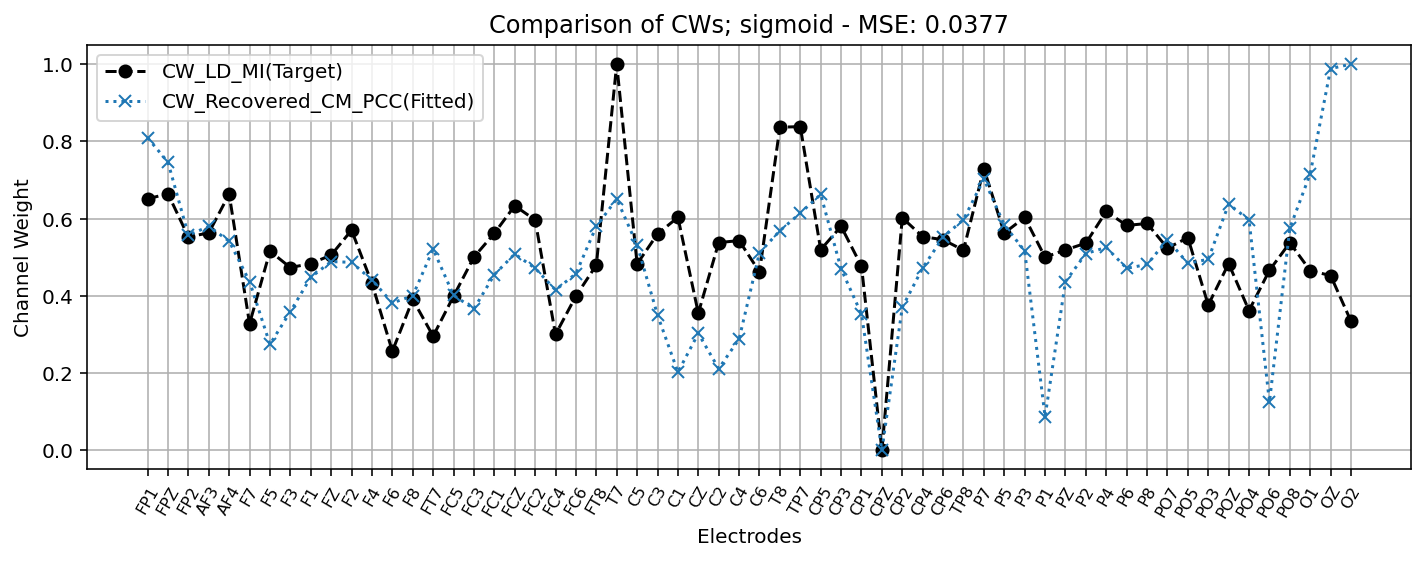 Comparison of CWs; sigmoid - MSE: 0.0377
CW_LD_MI(Target)
CW_Recovered_CM_PCC(Fitted)
Channel Weight
1.0
0.8
0.6
0.4
0.2
0.0
FP1 FPZ FP2 AF3 AF4 F7 F5 F3 F1 FZ F2 F4 F6 F8 FT7 FC5 FC3 FC1 FCZ FC2 FC4 FC6 FT8 T7 C5 C3 C1 CZ C2 C4 C6 T8 TP7 CP5 CP3 CP1 CPZ CP2 CP4 CP6 TP8 P7 P5 P3 P1 PZ P2 P4 P6 P8 PO7 PO5 PO3 POZ PO4 PO6 PO8 O1 OZ O2
Electrodes